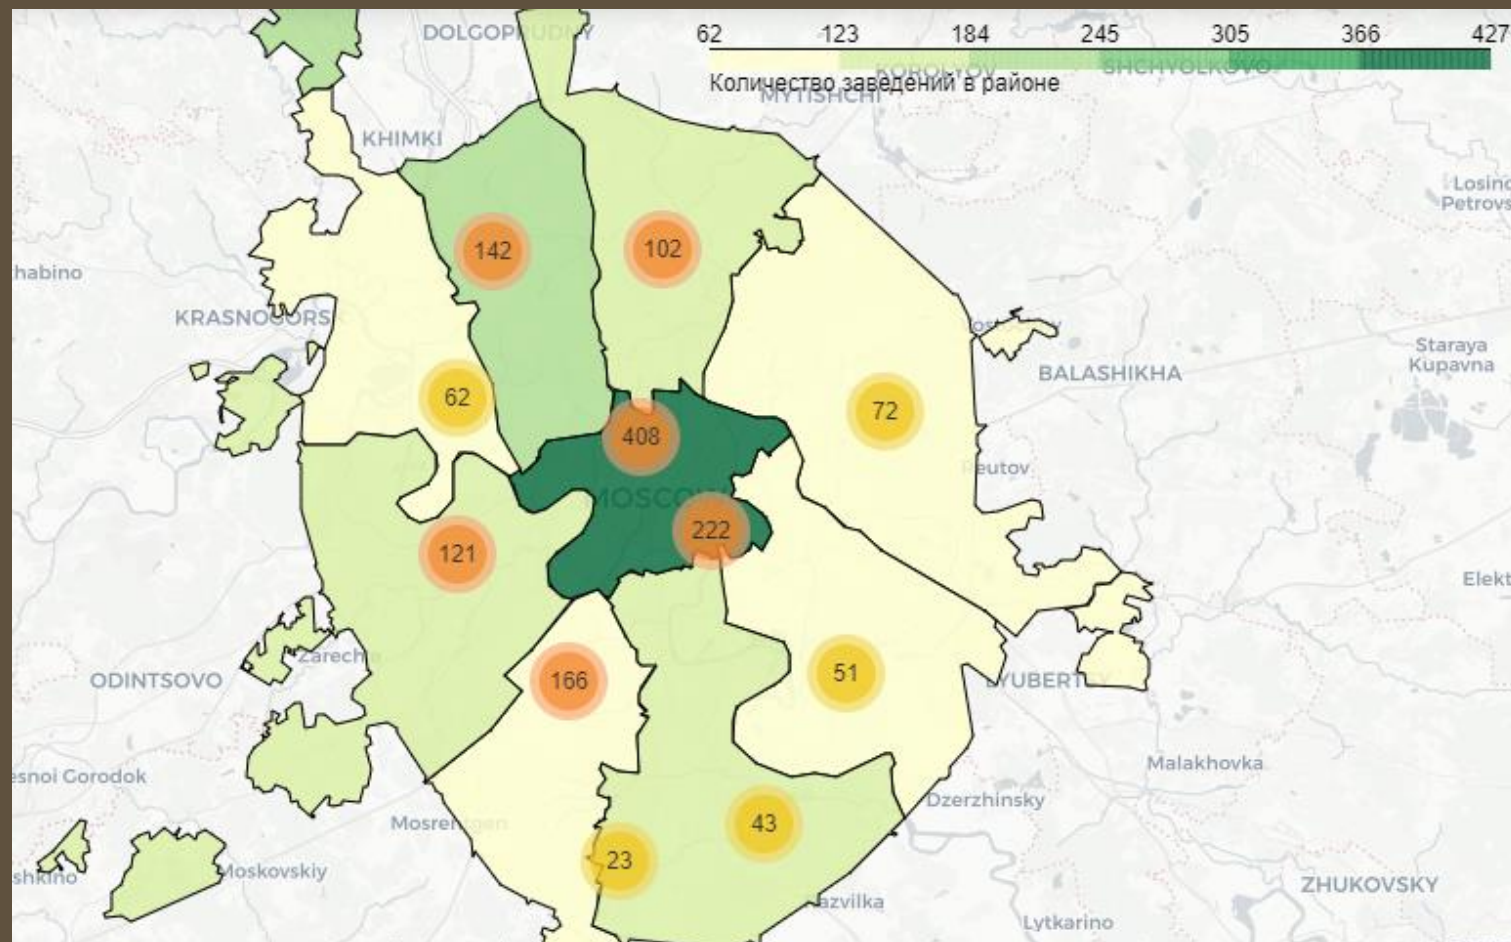 DOLGOPRUDNY
62 123 184 245 305 366 427
KOROLYOV
SHCHYOLKOVO
Количество заведений в районе
MYTISHCHI
KHIMKI
Losino
Petrovs
142
102
habino
KRASNOGORSK
Staraya
Kupavna
BALASHIKHA
62
72
408
Reutov
MOSCOW
222
121
Elekt
Zarech
51
ODINTSOVO
166
LYUBERTSY
esnoi Gorodok
Malakhovka
Dzerzhinsky
Mosrentgen
43
23
shkino
Moskovskiy
ZHUKOVSKY
azvilka
Lytkarino